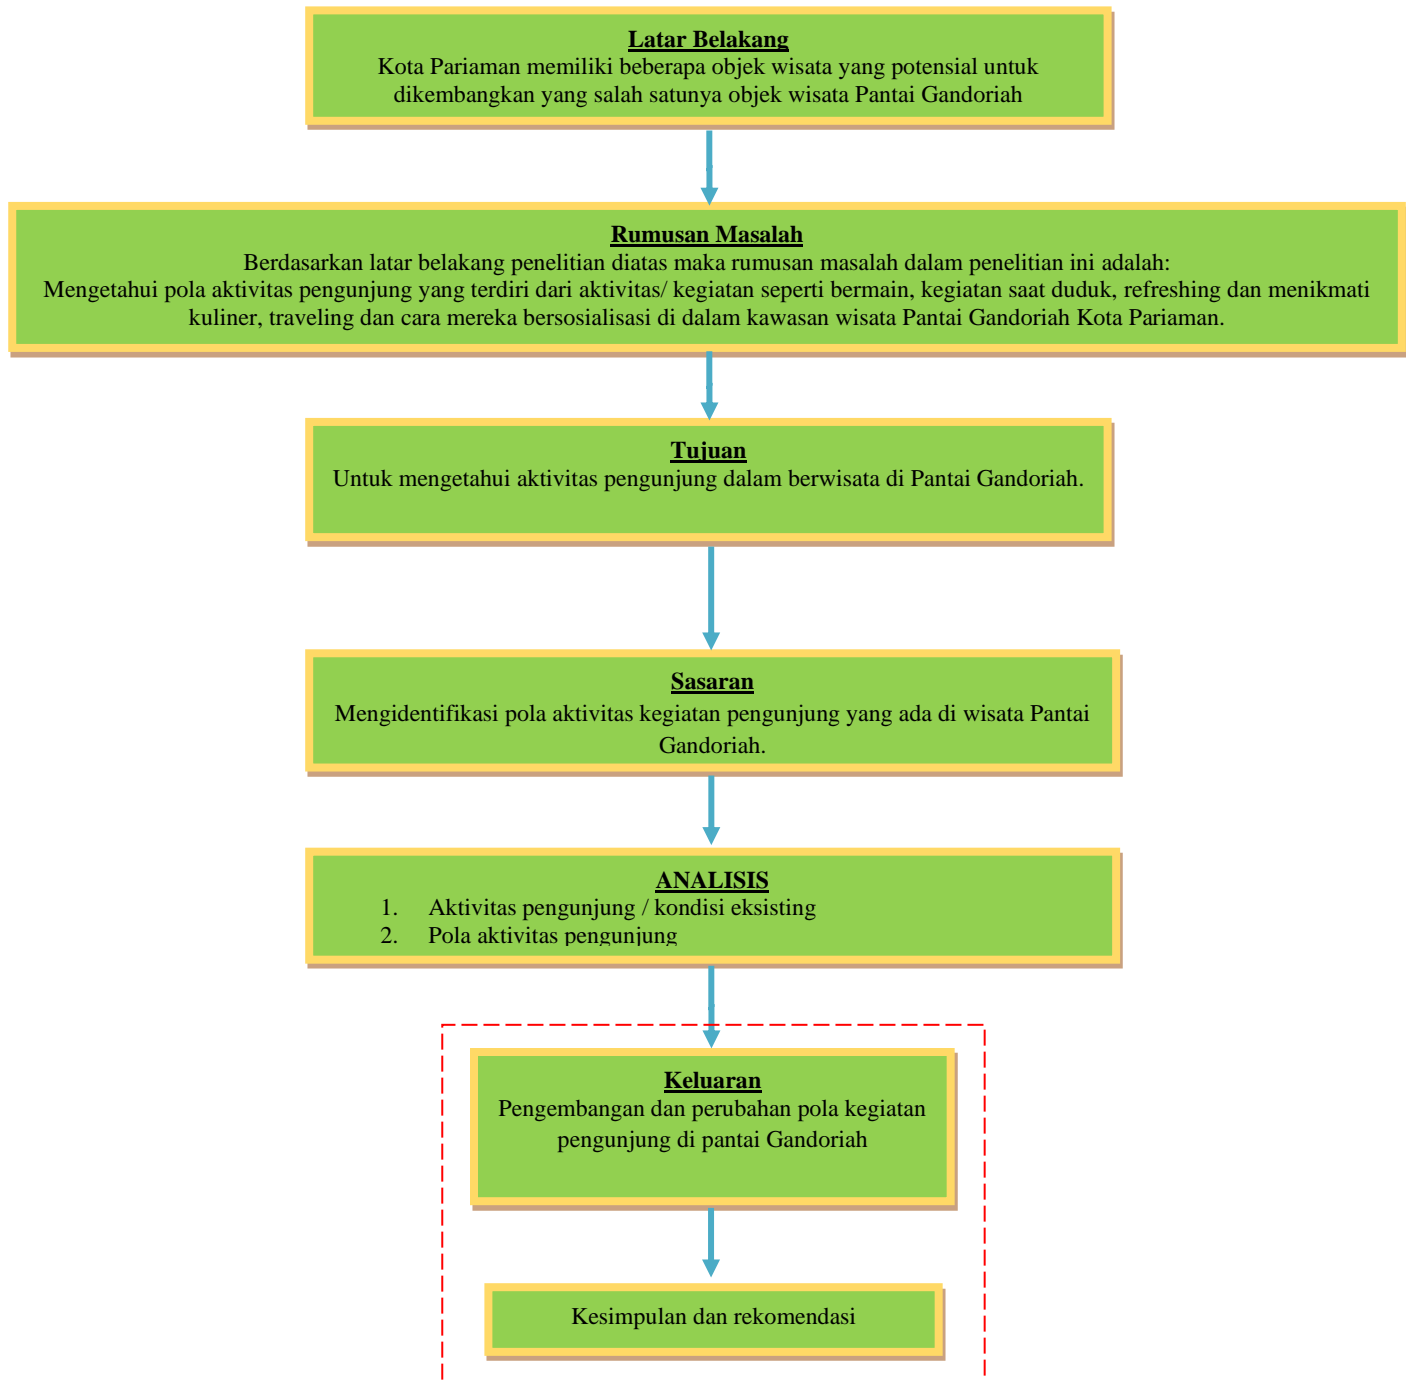 Latar Belakang
Kota Pariaman memiliki beberapa objek wisata yang potensial untuk
dikembangkan yang salah satunya objek wisata Pantai Gandoriah
Rumusan Masalah
Berdasarkan latar belakang penelitian diatas maka rumusan masalah dalam penelitian ini adalah:
Mengetahui pola aktivitas pengunjung yang terdiri dari aktivitas/ kegiatan seperti bermain, kegiatan saat duduk, refreshing dan menikmati
kuliner, traveling dan cara mereka bersosialisasi di dalam kawasan wisata Pantai Gandoriah Kota Pariaman.
Tujuan
Untuk mengetahui aktivitas pengunjung dalam berwisata di Pantai Gandoriah.
Sasaran
Mengidentifikasi pola aktivitas kegiatan pengunjung yang ada di wisata Pantai
Gandoriah.
ANALISIS
1. Aktivitas pengunjung / kondisi eksisting
2. Pola aktivitas pengunjung
Keluaran
Pengembangan dan perubahan pola kegiatan
pengunjung di pantai Gandoriah
Kesimpulan dan rekomendasi